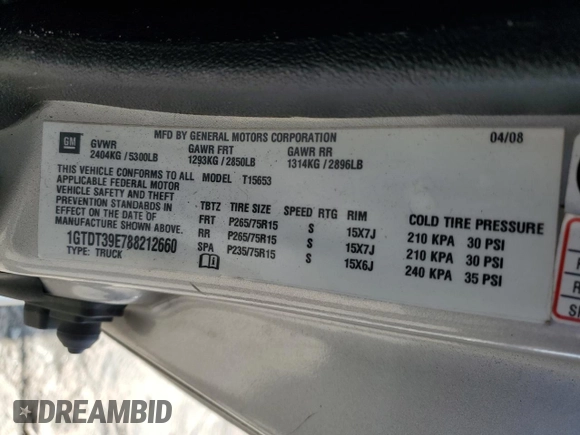 MFD BY GENERAL MOTORS CORPORATION 04/08
GM
GVWR GAWR FRT GAWR RR
2404KG / 5300LB 1293KG / 2850LB 1314KG / 2896LB
THIS VEHICLE CONFORMS TO ALL MODEL T15653
APPLICABLE FEDERAL MOTOR
VEHICLE SAFETY AND THEFT
PREVENTION STANDARDS IN
EFFECT ON THE DATE OF
MANUFACTURE SHOWN ABOVE.
1GTDT39E788212660
TYPE: TRUCK
TBTZ TIRE SIZE SPEED RTG RIM COLD TIRE PRESSURE
FRT P265/75R15 S 15X7J 210 KPA 30 PSI
RR P265/75R15 S 15X7J 210 KPA 30 PSI
SPA P235/75R15 S 15X6J 240 KPA 35 PSI
DREAMBID